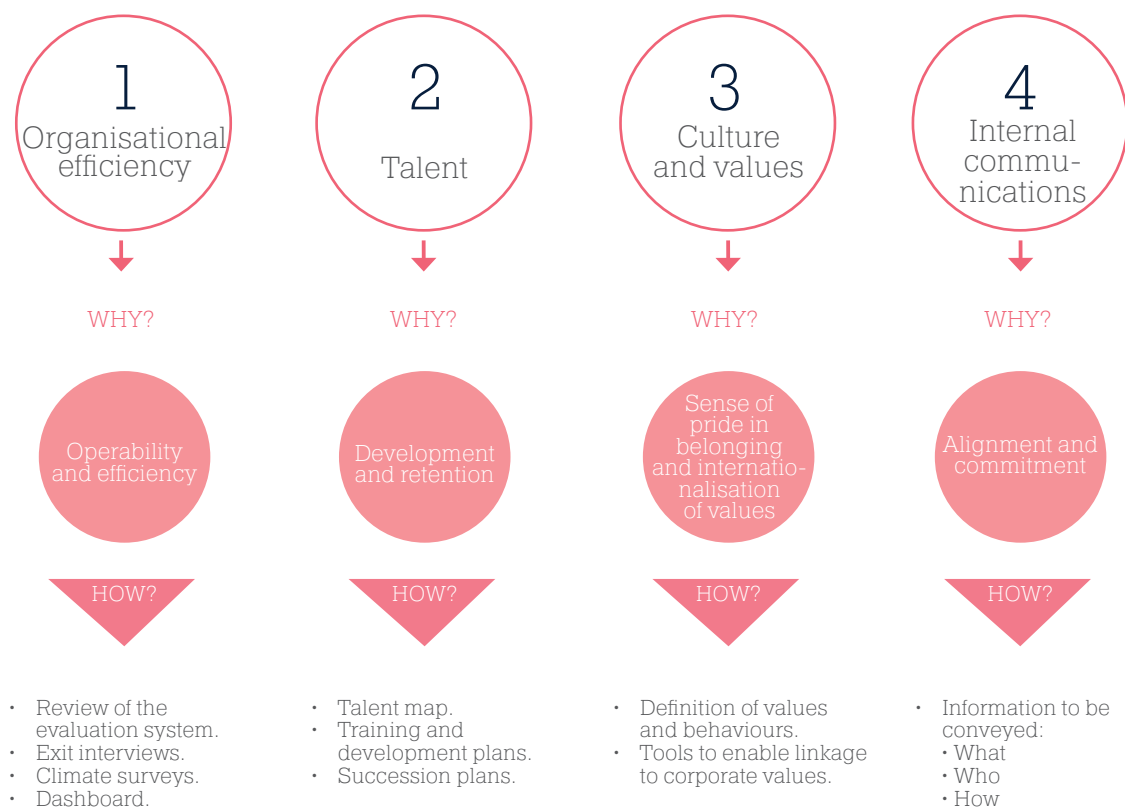 1
Organisational
efficiency
WHY?
Operability
and efficiency
HOW?
• Review of the
evaluation system.
• Exit interviews.
• Climate surveys.
• Dashboard.
2
Talent
WHY?
Development
and retention
HOW?
• Talent map.
• Training and
development plans.
• Succession plans.
3
Culture
and values
WHY?
Sense of
pride in
belonging
and internatio-
nalisation
of values
HOW?
• Definition of values
and behaviours.
• Tools to enable linkage
to corporate values.
4
Internal
commu-
nications
WHY?
Alignment and
commitment
HOW?
• Information to be
conveyed:
• What
• Who
• How